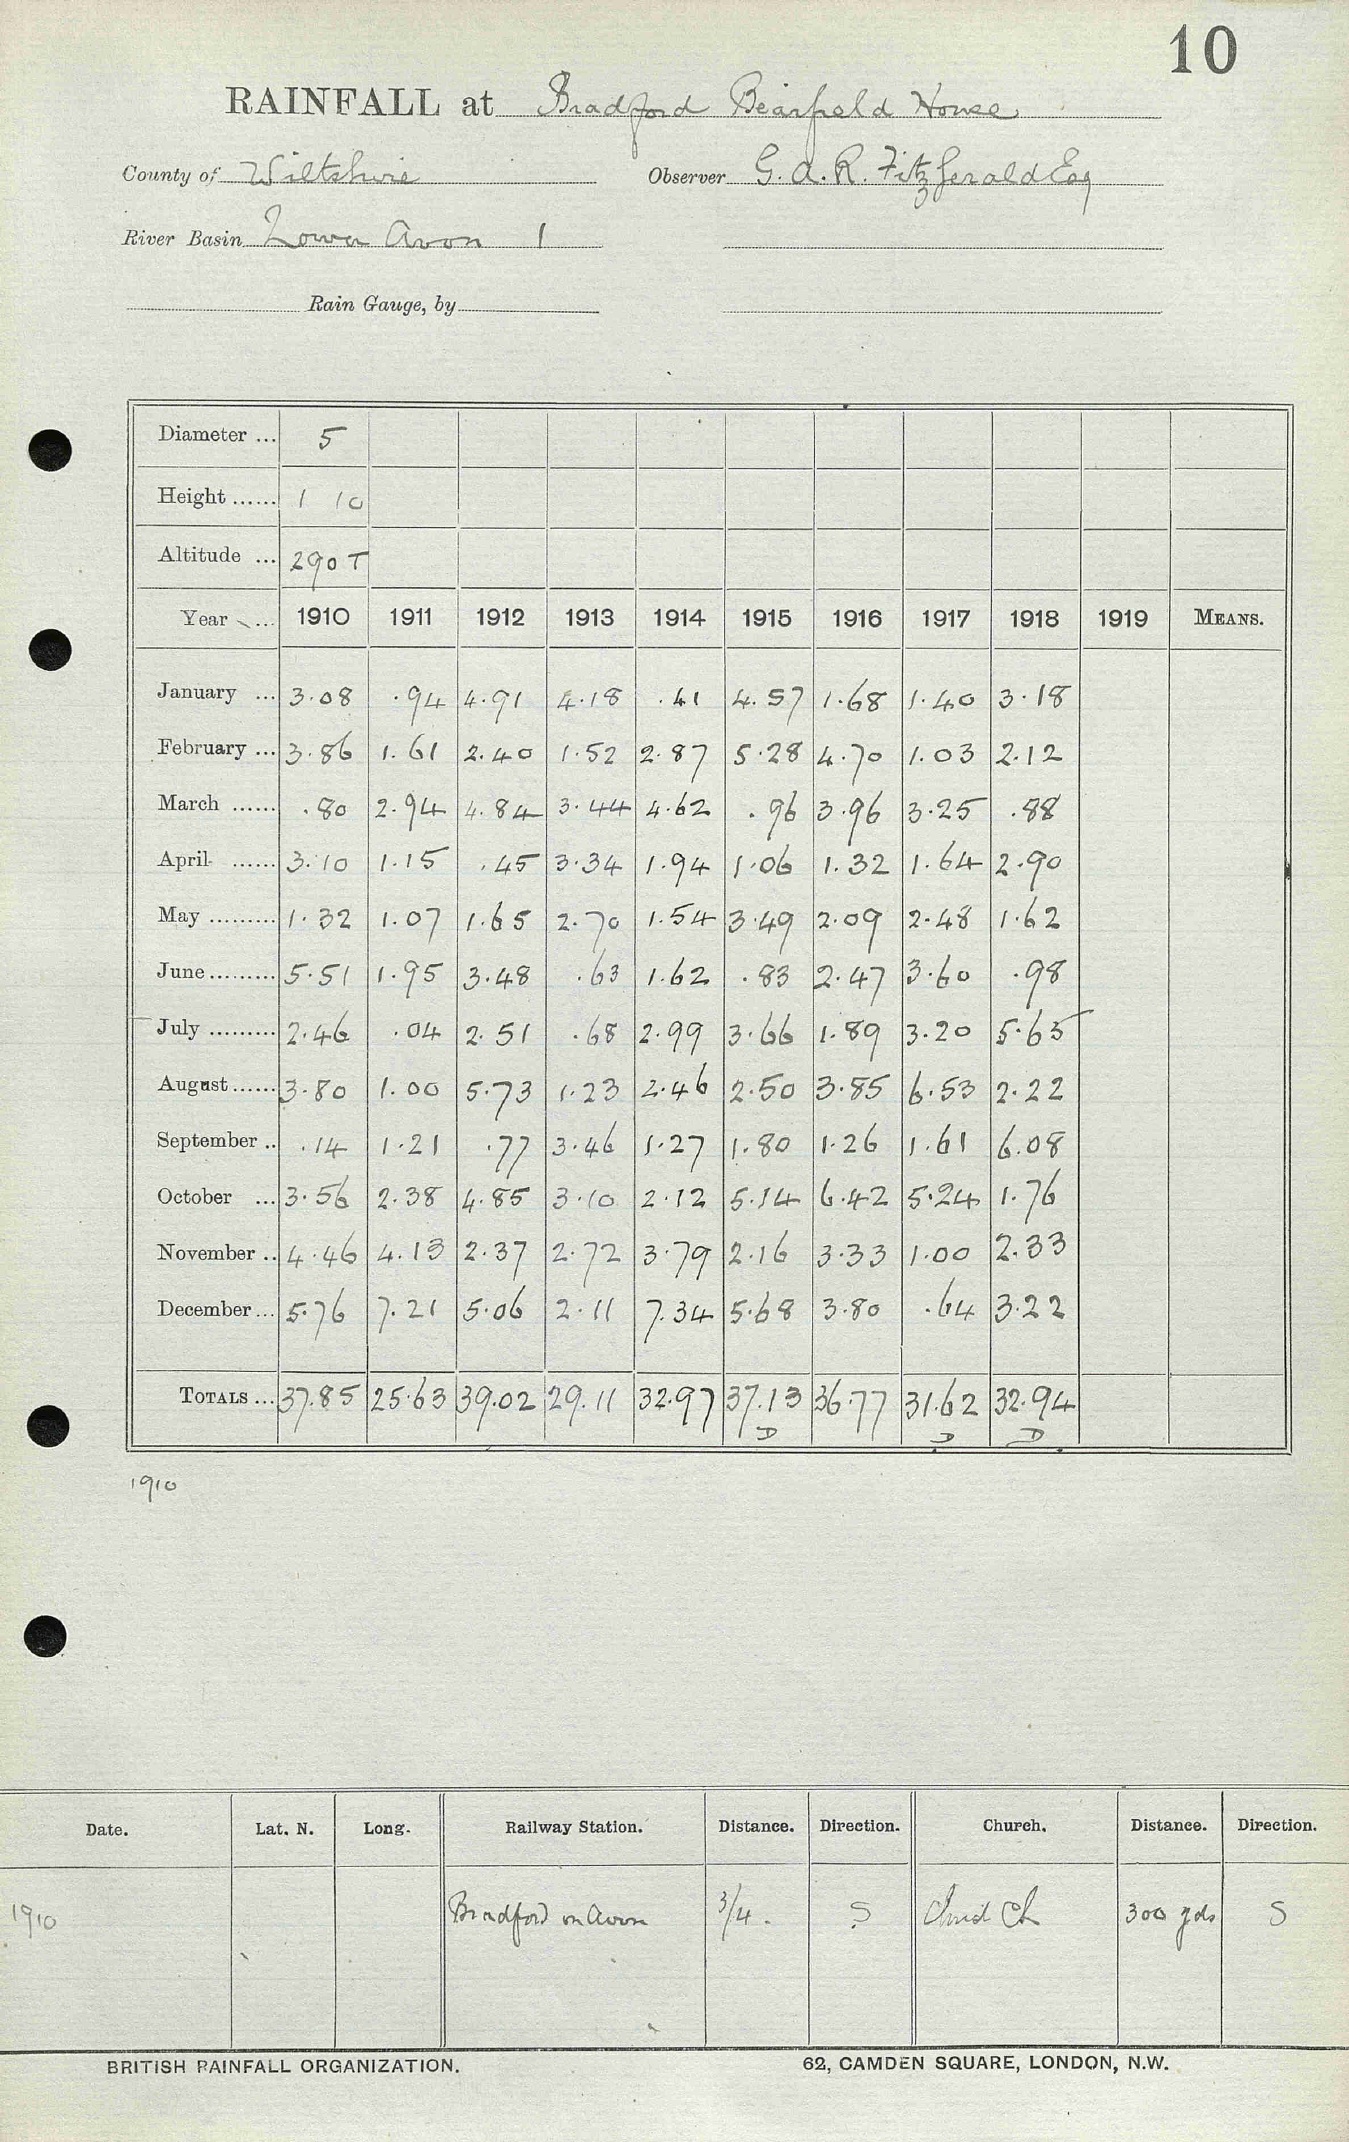 10
RAINFALL at Bradford Bearfield House
County of Wiltshire Observer G. A. R. Fitzgerald Esq
River Basin Lower Avon 1
Rain Gauge, by
Diameter ... 5
Height ...... 1 10
Altitude ... 290 T
Year ... 1910 1911 1912 1913 1914 1915 1916 1917 1918 1919 MEANS.
January ... 3.08 .94 4.91 4.18 .41 4.57 1.68 1.40 3.18
February ... 3.86 1.61 2.40 1.52 2.87 5.28 4.70 1.03 2.12
March ...... .80 2.94 4.84 3.44 4.62 .96 3.96 3.25 .88
April ...... 3.10 1.15 .45 3.34 1.94 1.06 1.32 1.64 2.90
May ......... 1.32 1.07 1.65 2.70 1.54 3.49 2.09 2.48 1.62
June ......... 5.51 1.95 3.48 .63 1.62 .83 2.47 3.60 .98
July ......... 2.46 .04 2.51 .68 2.99 3.66 1.89 3.20 5.65
August ...... 3.80 1.00 5.73 1.23 2.46 2.50 3.85 6.53 2.22
September .. .14 1.21 .77 3.46 1.27 1.80 1.26 1.61 6.08
October ... 3.56 2.38 4.85 3.10 2.12 5.14 6.42 5.24 1.76
November .. 4.46 4.13 2.37 2.72 3.79 2.16 3.33 1.00 2.33
December ... 5.76 7.21 5.06 2.11 7.34 5.68 3.80 .64 3.22
TOTALS ... 37.85 25.63 39.02 29.11 32.97 37.13 36.77 31.62 32.94
D D D
1910
Date. Lat. N. Long. Railway Station. Distance. Direction. Church. Distance. Direction.
1910 Bradford on Avon 3/4. S Ch 300 yds S
BRITISH RAINFALL ORGANIZATION. 62, CAMDEN SQUARE, LONDON, N.W.